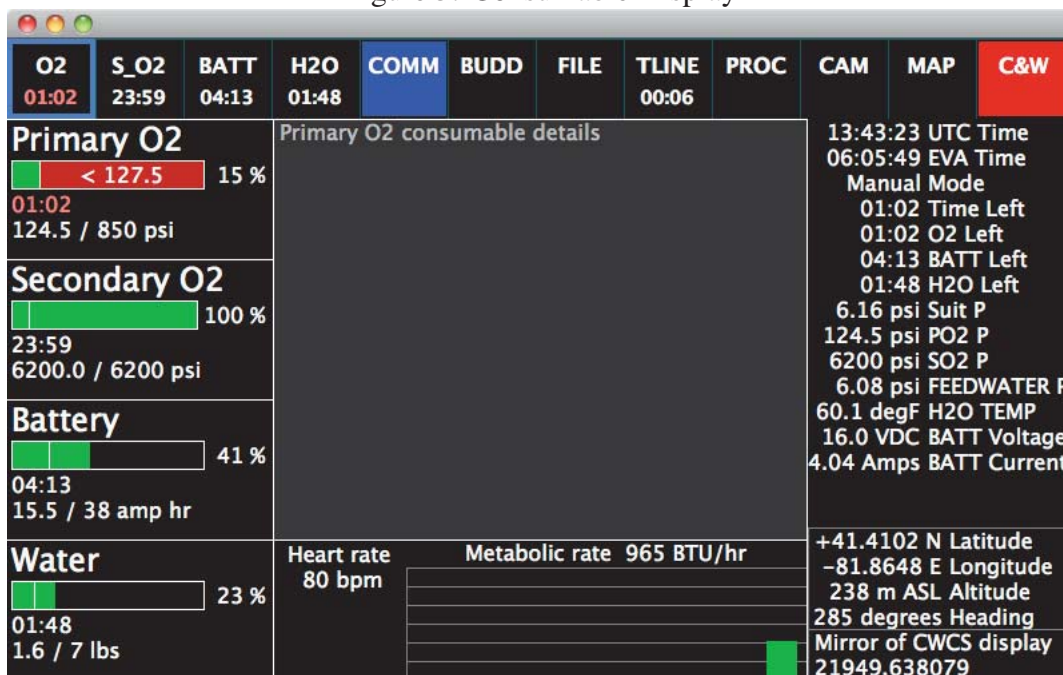 O2 S_O2 BATT H2O COMM BUDD FILE TLINE PROC CAM MAP C&W
01:02 23:59 04:13 01:48 00:06
Primary O2
< 127.5 15 %
01:02
124.5 / 850 psi
Secondary O2
100 %
23:59
6200.0 / 6200 psi
Battery
41 %
04:13
15.5 / 38 amp hr
Water
23 %
01:48
1.6 / 7 lbs
Primary O2 consumable details
Heart rate
80 bpm
Metabolic rate 965 BTU/hr
13:43:23 UTC Time
06:05:49 EVA Time
Manual Mode
01:02 Time Left
01:02 O2 Left
04:13 BATT Left
01:48 H2O Left
6.16 psi Suit P
124.5 psi PO2 P
6200 psi SO2 P
6.08 psi FEEDWATER P
60.1 degF H2O TEMP
16.0 VDC BATT Voltage
4.04 Amps BATT Current
+41.4102 N Latitude
-81.8648 E Longitude
238 m ASL Altitude
285 degrees Heading
Mirror of CWCS display
21949.638079